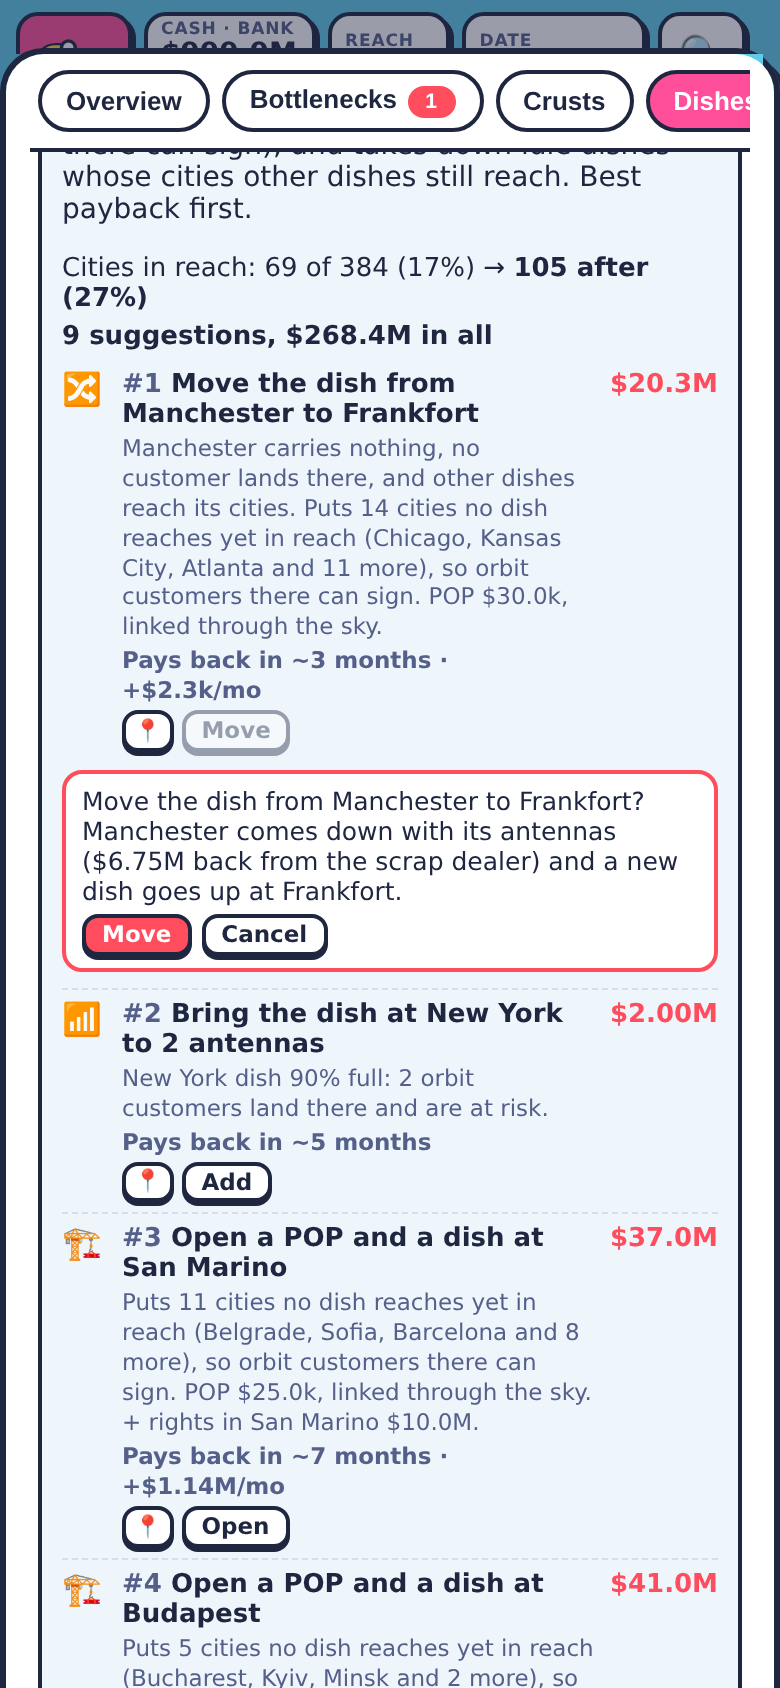 CASH · BANK
REACH
DATE
Overview
Bottlenecks 1
Crusts
Dishes
whose cities other dishes still reach. Best
payback first.
Cities in reach: 69 of 384 (17%) → 105 after
(27%)
9 suggestions, $268.4M in all
#1 Move the dish from
Manchester to Frankfort
$20.3M
Manchester carries nothing, no
customer lands there, and other dishes
reach its cities. Puts 14 cities no dish
reaches yet in reach (Chicago, Kansas
City, Atlanta and 11 more), so orbit
customers there can sign. POP $30.0k,
linked through the sky.
Pays back in ~3 months ·
+$2.3k/mo
Move
Move the dish from Manchester to Frankfort?
Manchester comes down with its antennas
($6.75M back from the scrap dealer) and a new
dish goes up at Frankfort.
Move
Cancel
#2 Bring the dish at New York
to 2 antennas
$2.00M
New York dish 90% full: 2 orbit
customers land there and are at risk.
Pays back in ~5 months
Add
#3 Open a POP and a dish at
San Marino
$37.0M
Puts 11 cities no dish reaches yet in
reach (Belgrade, Sofia, Barcelona and 8
more), so orbit customers there can
sign. POP $25.0k, linked through the sky.
+ rights in San Marino $10.0M.
Pays back in ~7 months ·
+$1.14M/mo
Open
#4 Open a POP and a dish at
Budapest
$41.0M
Puts 5 cities no dish reaches yet in reach
(Bucharest, Kyiv, Minsk and 2 more), so